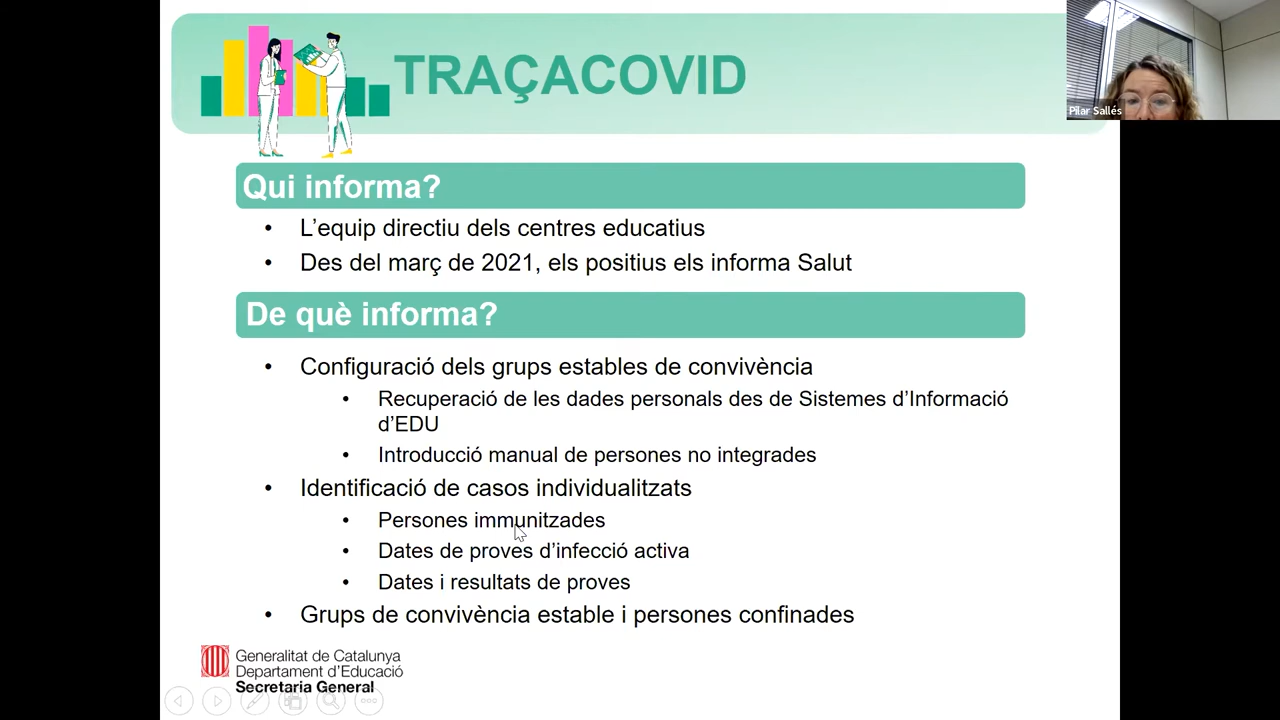 TRAÇACOVID
Pilar Sallés
Qui informa?
• L’equip directiu dels centres educatius
• Des del març de 2021, els positius els informa Salut
De què informa?
• Configuració dels grups estables de convivència
• Recuperació de les dades personals des de Sistemes d’Informació
d’EDU
• Introducció manual de persones no integrades
• Identificació de casos individualitzats
• Persones immunitzades
• Dates de proves d’infecció activa
• Dates i resultats de proves
• Grups de convivència estable i persones confinades
Generalitat de Catalunya
Departament d’Educació
Secretaria General